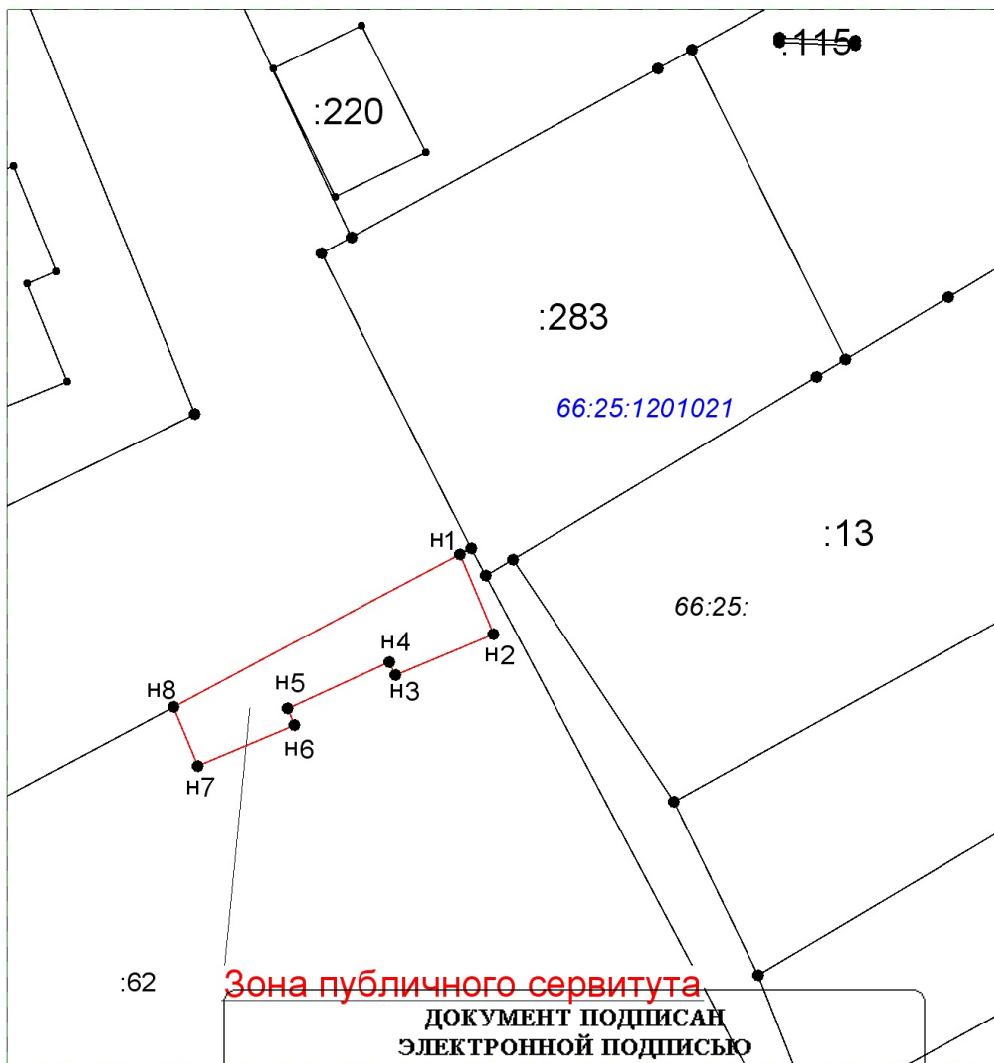 :115
:220
:283
66:25:1201021
:13
н1
66:25:
н2
н4
н3
н8
н5
н6
н7
:62
Зона публичного сервитута
ДОКУМЕНТ ПОДПИСАН
ЭЛЕКТРОННОЙ ПОДПИСЬЮ